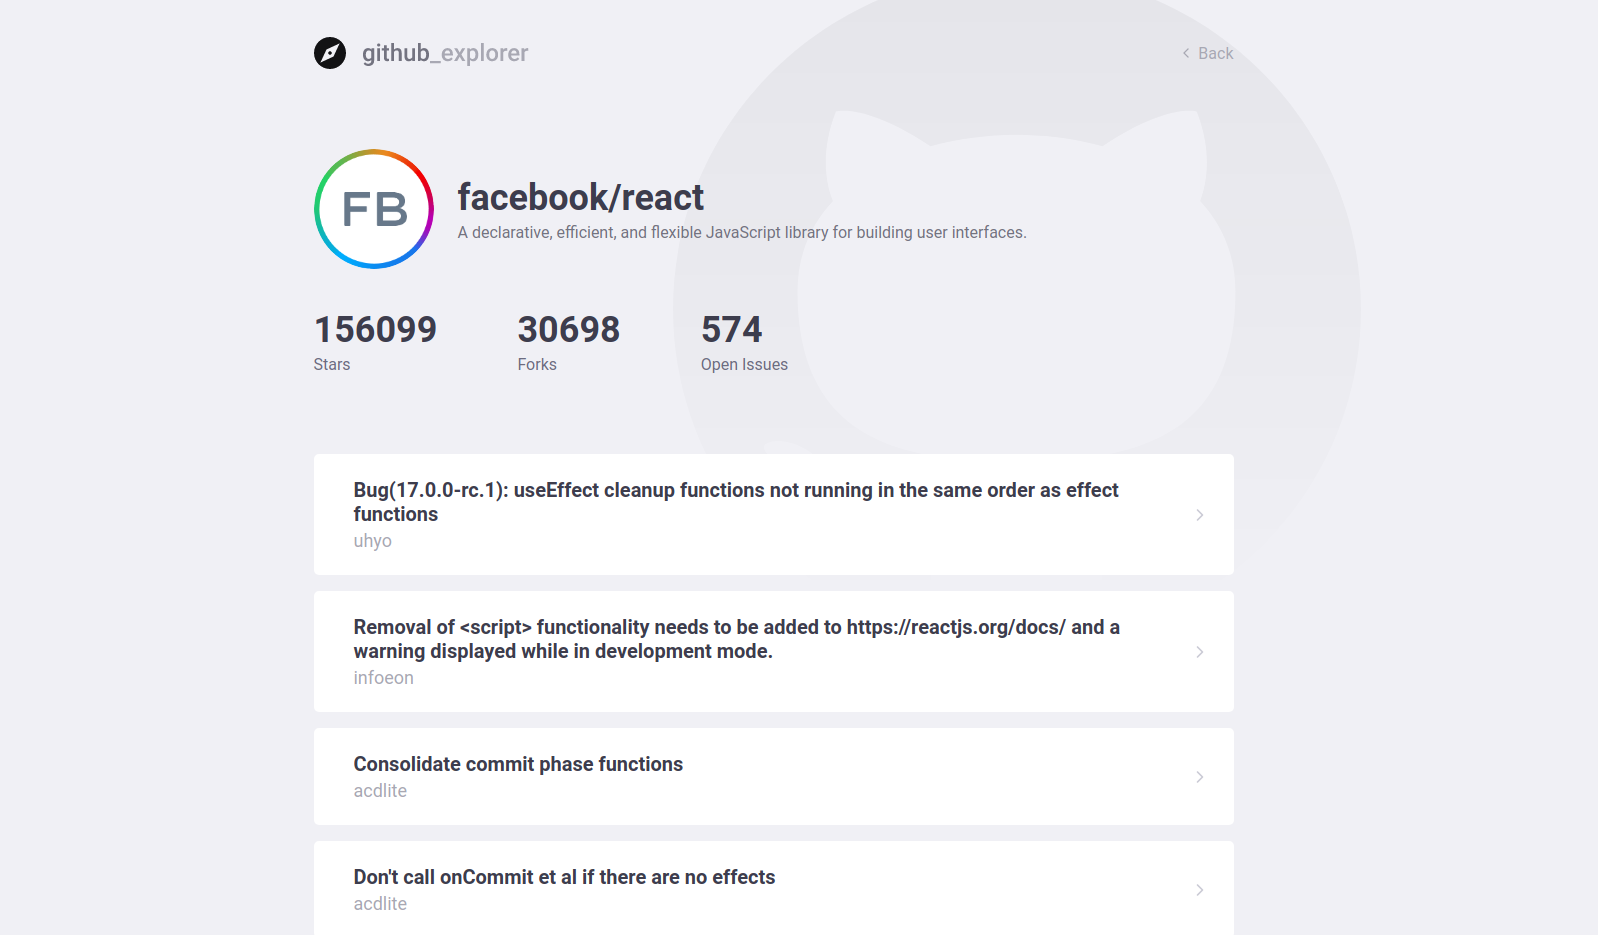 github_explorer
Back
FB
facebook/react
A declarative, efficient, and flexible JavaScript library for building user interfaces.
156099
30698
574
Stars
Forks
Open Issues
Bug(17.0.0-rc.1): useEffect cleanup functions not running in the same order as effect
functions
uhyo
Removal of <script> functionality needs to be added to https://reactjs.org/docs/ and a
warning displayed while in development mode.
infoeon
Consolidate commit phase functions
acdlite
Don't call onCommit et al if there are no effects
acdlite